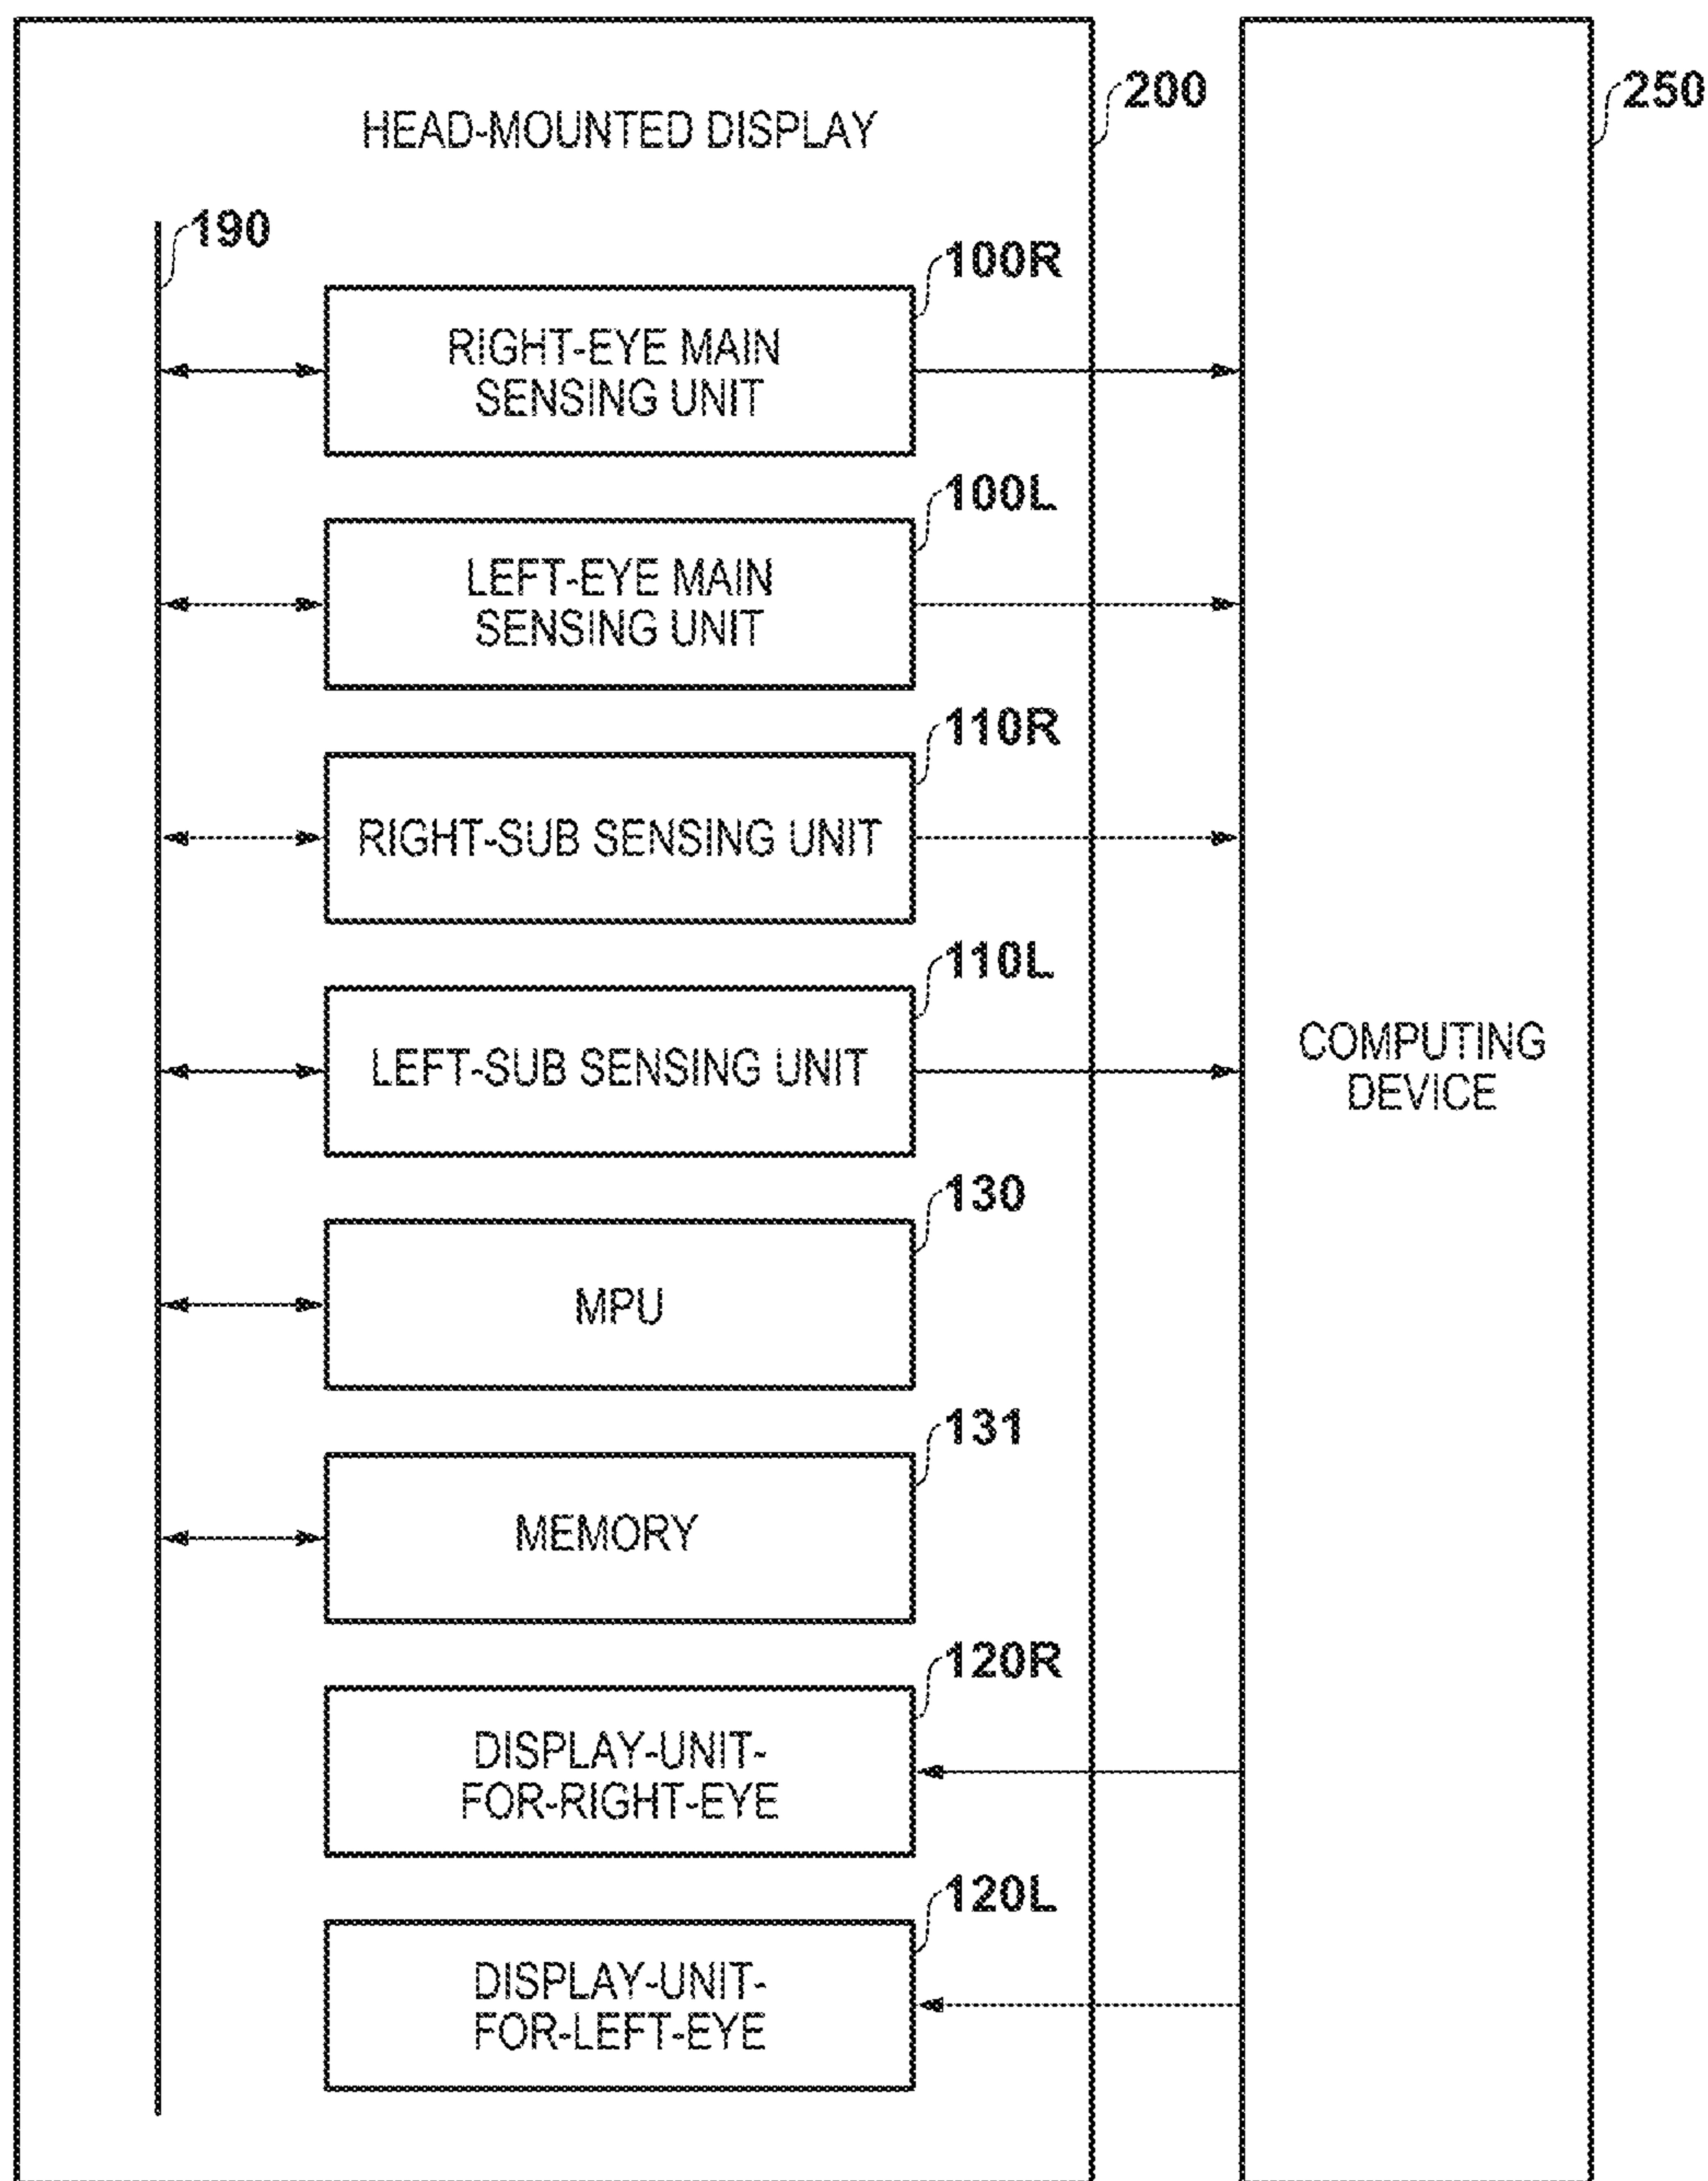 200
250
HEAD-MOUNTED DISPLAY
190
100R
RIGHT-EYE MAIN
SENSING UNIT
100L
LEFT-EYE MAIN
SENSING UNIT
110R
RIGHT-SUB SENSING UNIT
110L
LEFT-SUB SENSING UNIT
COMPUTING
DEVICE
130
MPU
131
MEMORY
120R
DISPLAY-UNIT-
FOR-RIGHT-EYE
120L
DISPLAY-UNIT-
FOR-LEFT-EYE